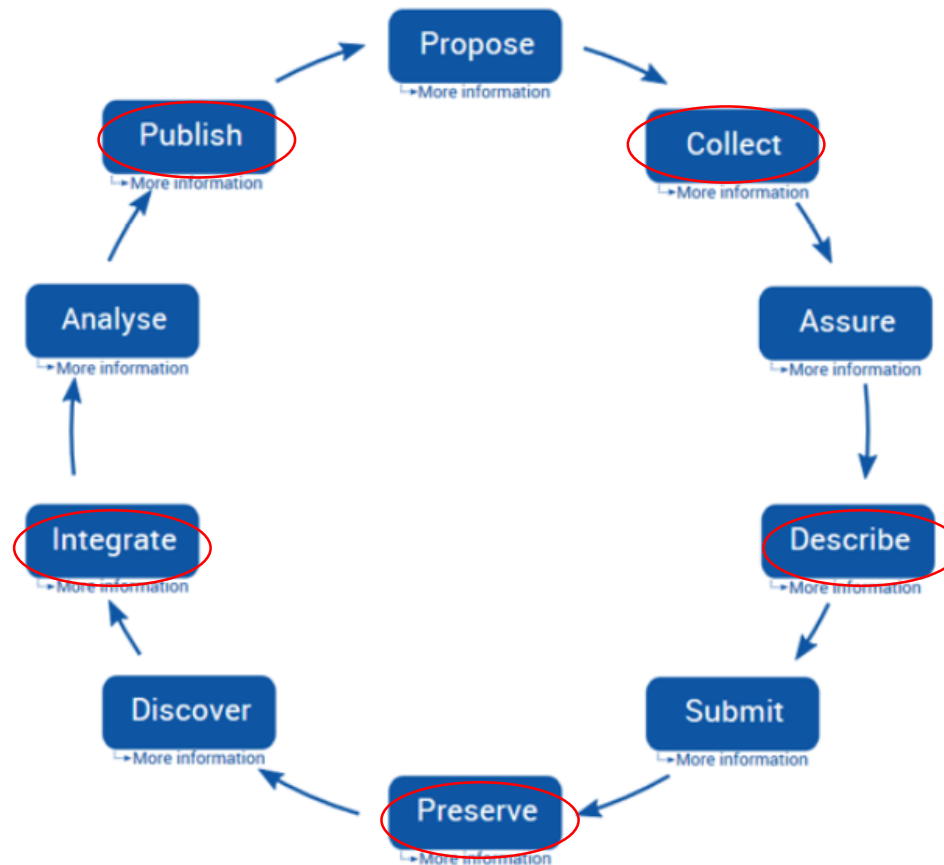 Propose
More information
Collect
More information
Assure
More information
Describe
More information
Submit
More information
Preserve
More information
Discover
More information
Integrate
More information
Analyse
More information
Publish
More information